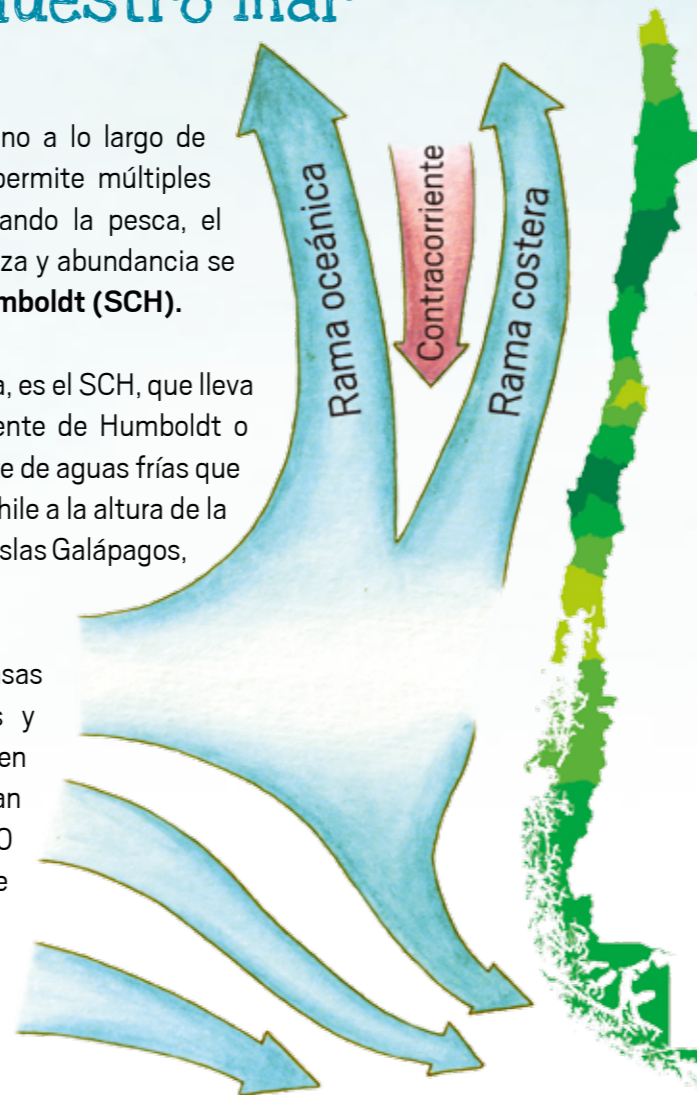 nuestro mar
no a lo largo de
permite múltiples
ando la pesca, el
za y abundancia se
mboldt (SCH).
a, es el SCH, que lleva
ente de Humboldt o
e de aguas frías que
hile a la altura de la
slas Galápagos,
sas
s y
en
an
O
e
Rama oceánica
Contracorriente
Rama costera